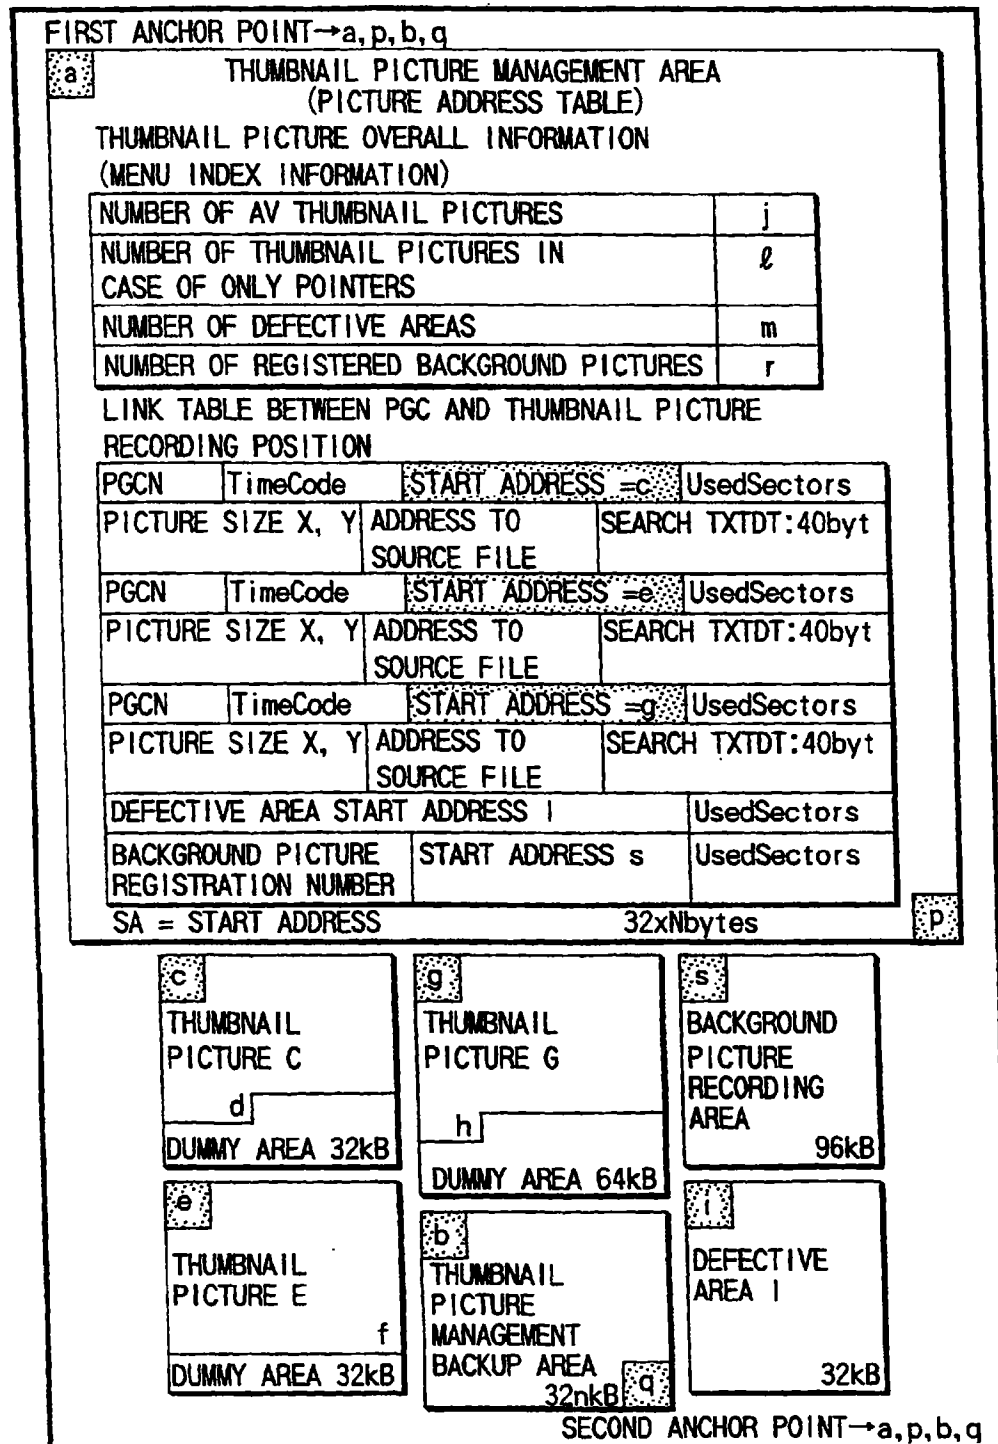 FIRST ANCHOR POINT→a,p,b,q
a
THUMBNAIL PICTURE MANAGEMENT AREA
(PICTURE ADDRESS TABLE)
THUMBNAIL PICTURE OVERALL INFORMATION
(MENU INDEX INFORMATION)
NUMBER OF AV THUMBNAIL PICTURES j
NUMBER OF THUMBNAIL PICTURES IN ℓ
CASE OF ONLY POINTERS
NUMBER OF DEFECTIVE AREAS m
NUMBER OF REGISTERED BACKGROUND PICTURES r
LINK TABLE BETWEEN PGC AND THUMBNAIL PICTURE
RECORDING POSITION
PGCN TimeCode START ADDRESS =c UsedSectors
PICTURE SIZE X, Y ADDRESS TO SEARCH TXTDT:40byt
SOURCE FILE
PGCN TimeCode START ADDRESS =e UsedSectors
PICTURE SIZE X, Y ADDRESS TO SEARCH TXTDT:40byt
SOURCE FILE
PGCN TimeCode START ADDRESS =g UsedSectors
PICTURE SIZE X, Y ADDRESS TO SEARCH TXTDT:40byt
SOURCE FILE
DEFECTIVE AREA START ADDRESS I UsedSectors
BACKGROUND PICTURE START ADDRESS s UsedSectors
REGISTRATION NUMBER
SA = START ADDRESS 32xNbytes p
c
THUMBNAIL
PICTURE C
d
DUMMY AREA 32kB
g
THUMBNAIL
PICTURE G
h
DUMMY AREA 64kB
s
BACKGROUND
PICTURE
RECORDING
AREA
96kB
e
THUMBNAIL
PICTURE E
f
DUMMY AREA 32kB
b
THUMBNAIL
PICTURE
MANAGEMENT
BACKUP AREA
32nkB q
i
DEFECTIVE
AREA I
32kB
SECOND ANCHOR POINT→a,p,b,q